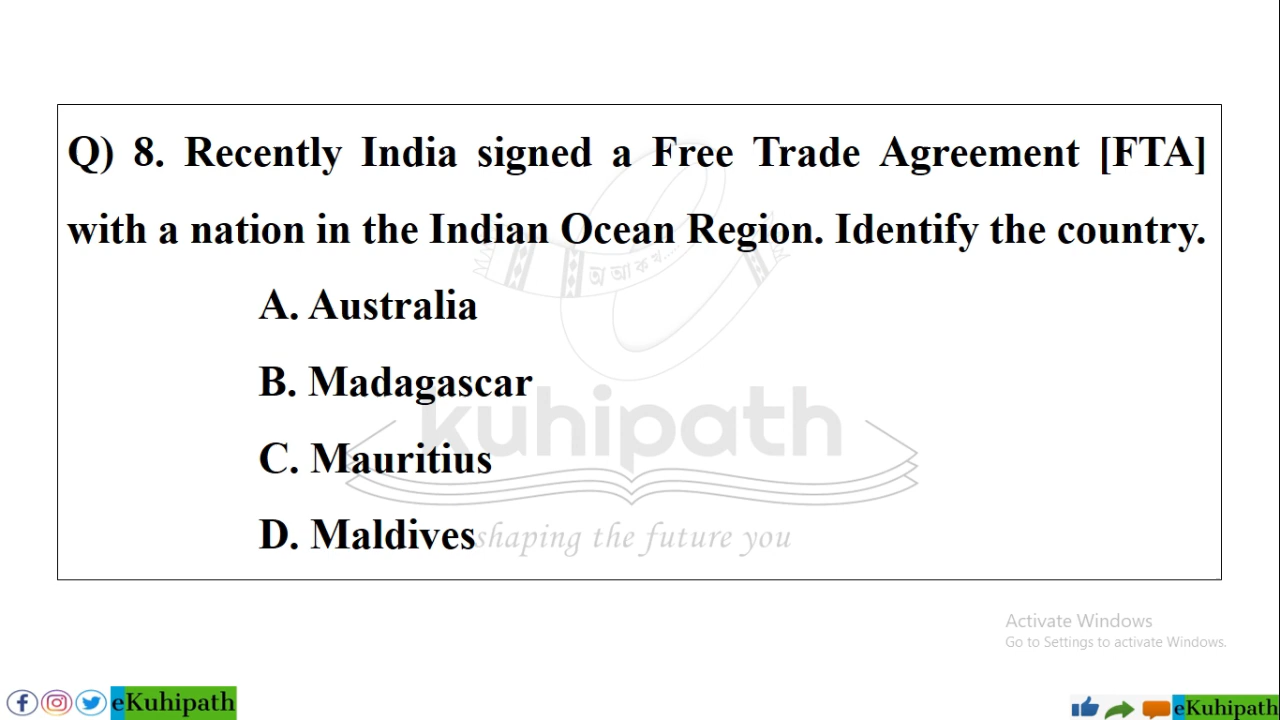 Q) 8. Recently India signed a Free Trade Agreement [FTA]
with a nation in the Indian Ocean Region. Identify the country.
অ আ ক খ....
A. Australia
B. Madagascar
C. Mauritius
kuhipath
D. Maldives
shaping the future you
Activate Windows
Go to Settings to activate Windows.
eKuhipath
eKuhipath